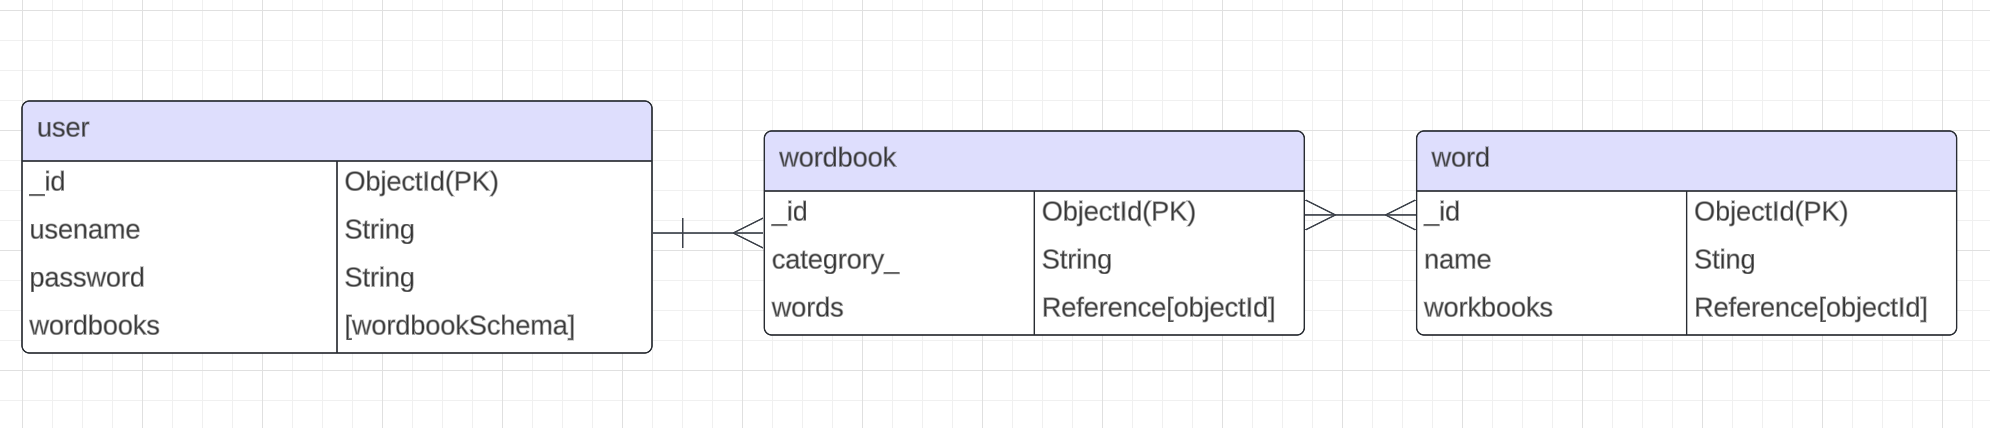 user
_id ObjectId(PK)
usename String
password String
wordbooks [wordbookSchema]
wordbook
_id ObjectId(PK)
categrory_ String
words Reference[objectId]
word
_id ObjectId(PK)
name Sting
workbooks Reference[objectId]